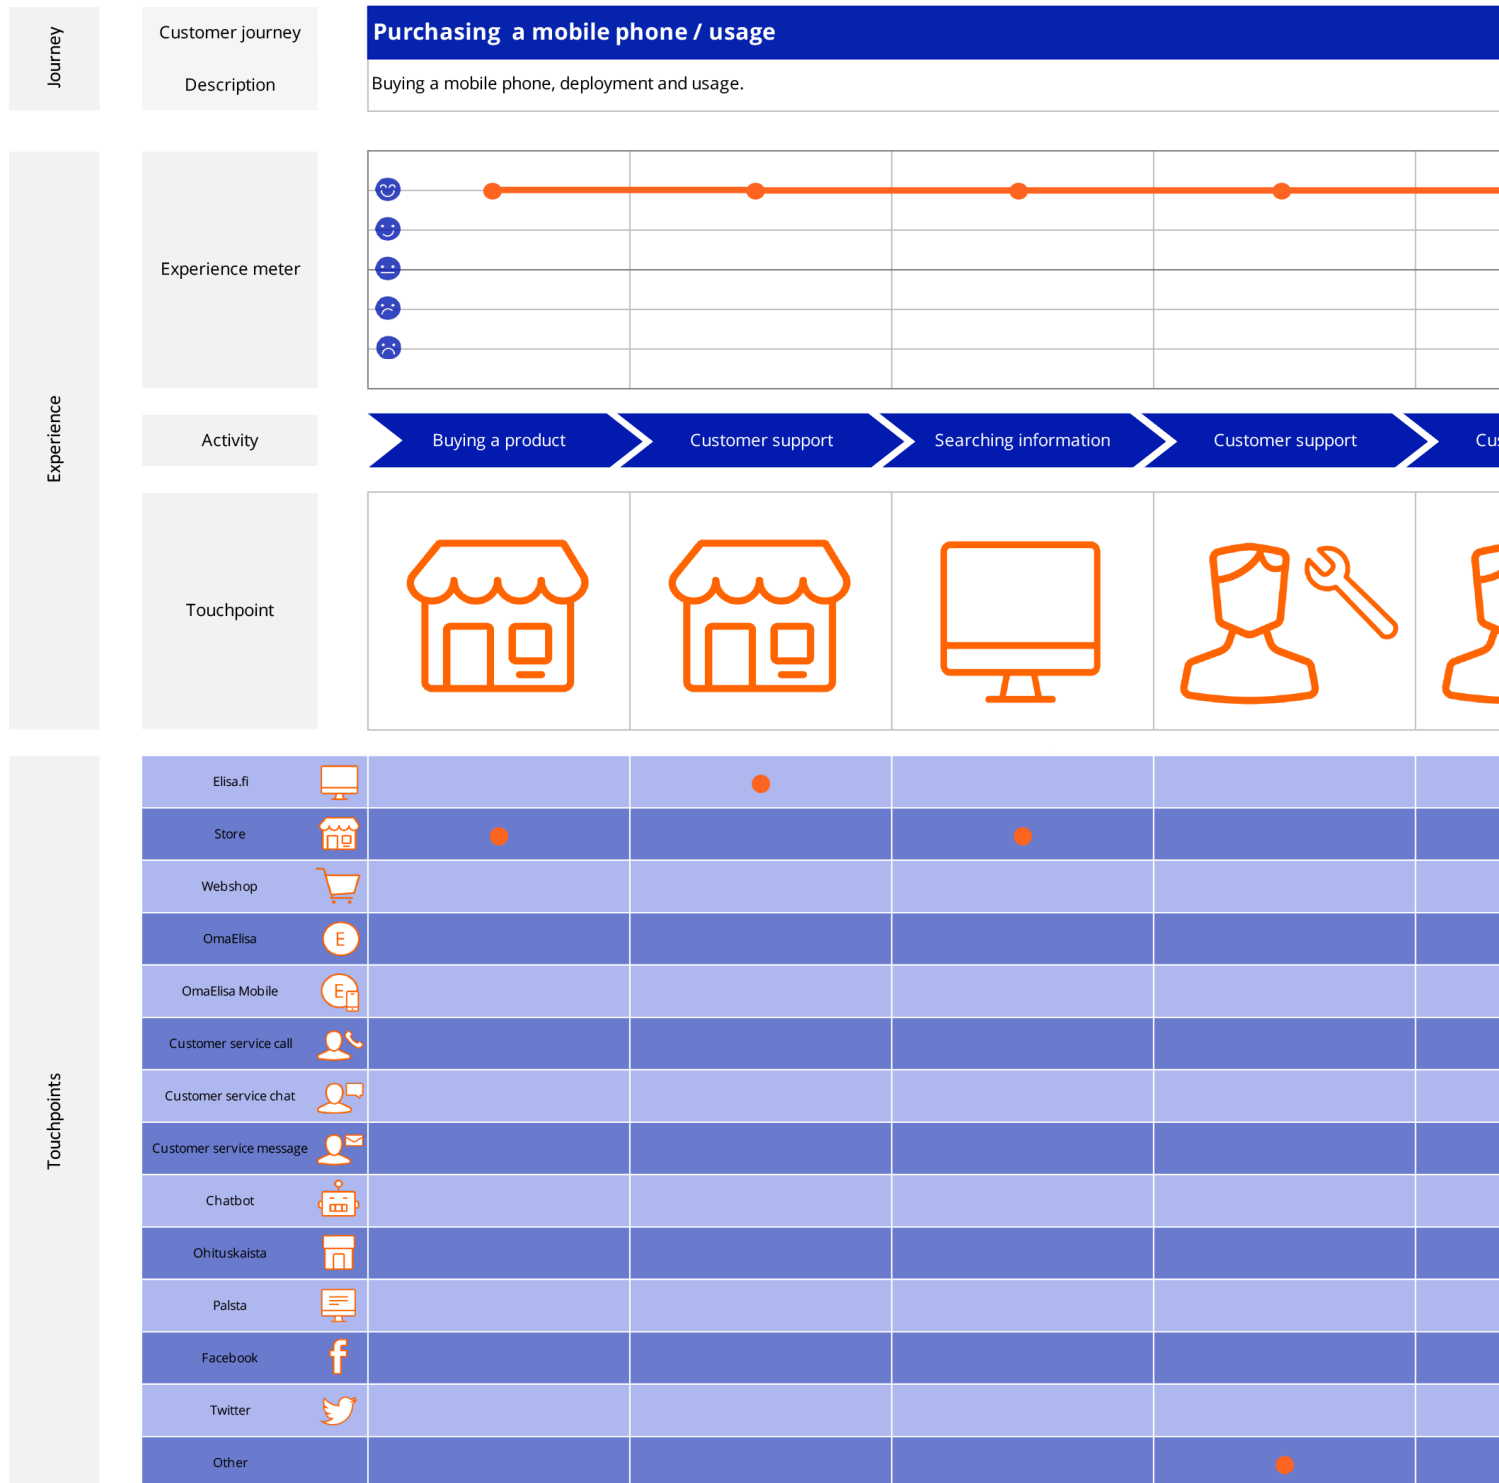 Journey
Customer journey
Purchasing a mobile phone / usage
Description
Buying a mobile phone, deployment and usage.
Experience
Experience meter
Activity
Buying a product
Customer support
Searching information
Customer support
Cus
Touchpoint
Touchpoints
Elisa.fi
Store
Webshop
OmaElisa
E
OmaElisa Mobile
E
Customer service call
Customer service chat
Customer service message
Chatbot
Ohituskaista
Palsta
Facebook
f
Twitter
Other